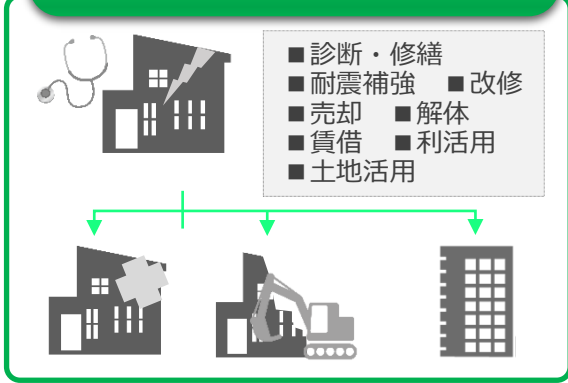 ■診断・修繕
■耐震補強　■改修
■売却　■解体
■賃借　■利活用
■土地活用